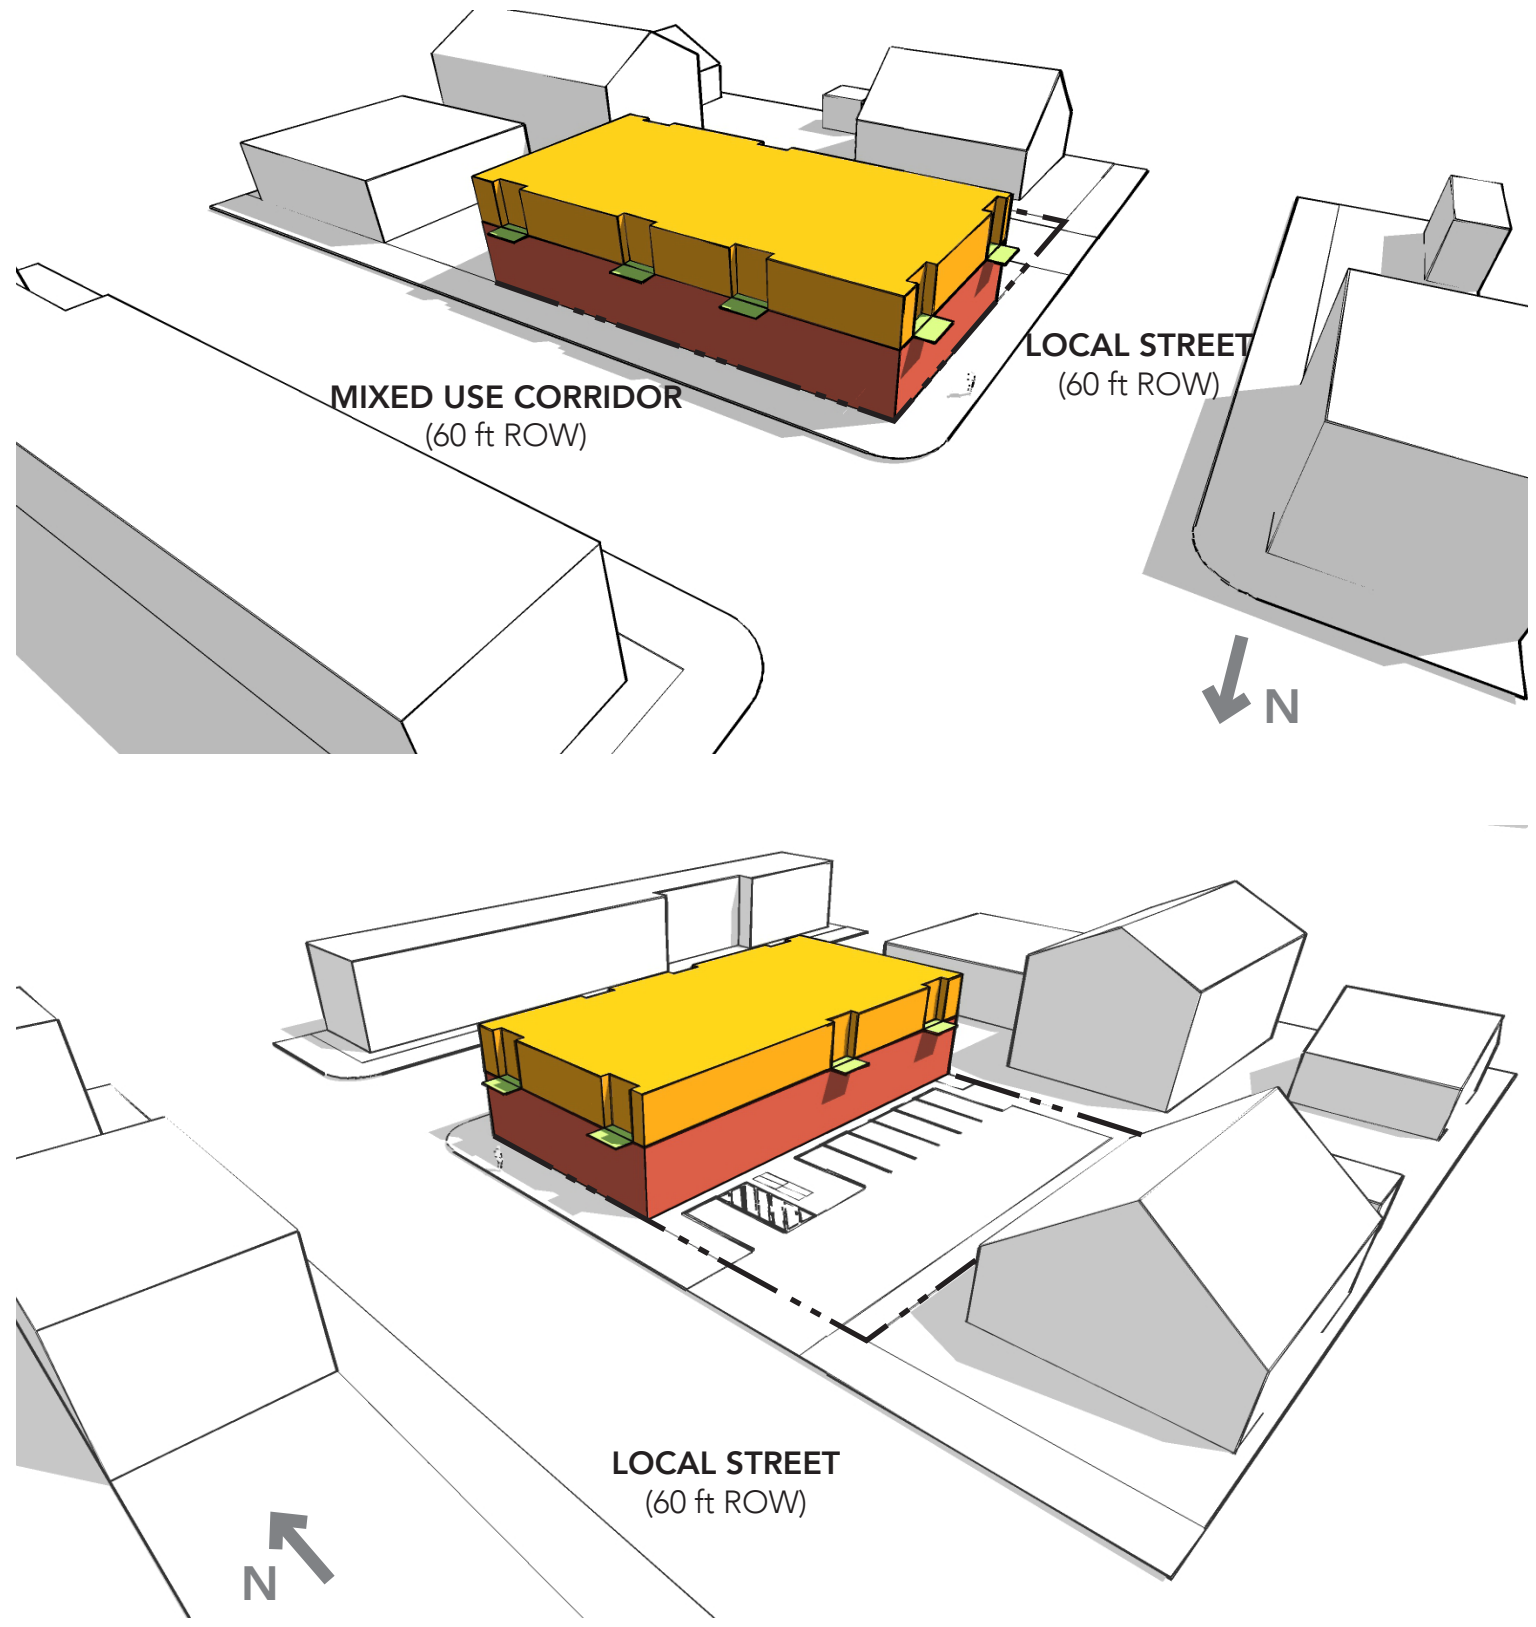 LOCAL STREET
(60 ft ROW)
MIXED USE CORRIDOR
(60 ft ROW)
N
LOCAL STREET
(60 ft ROW)
N